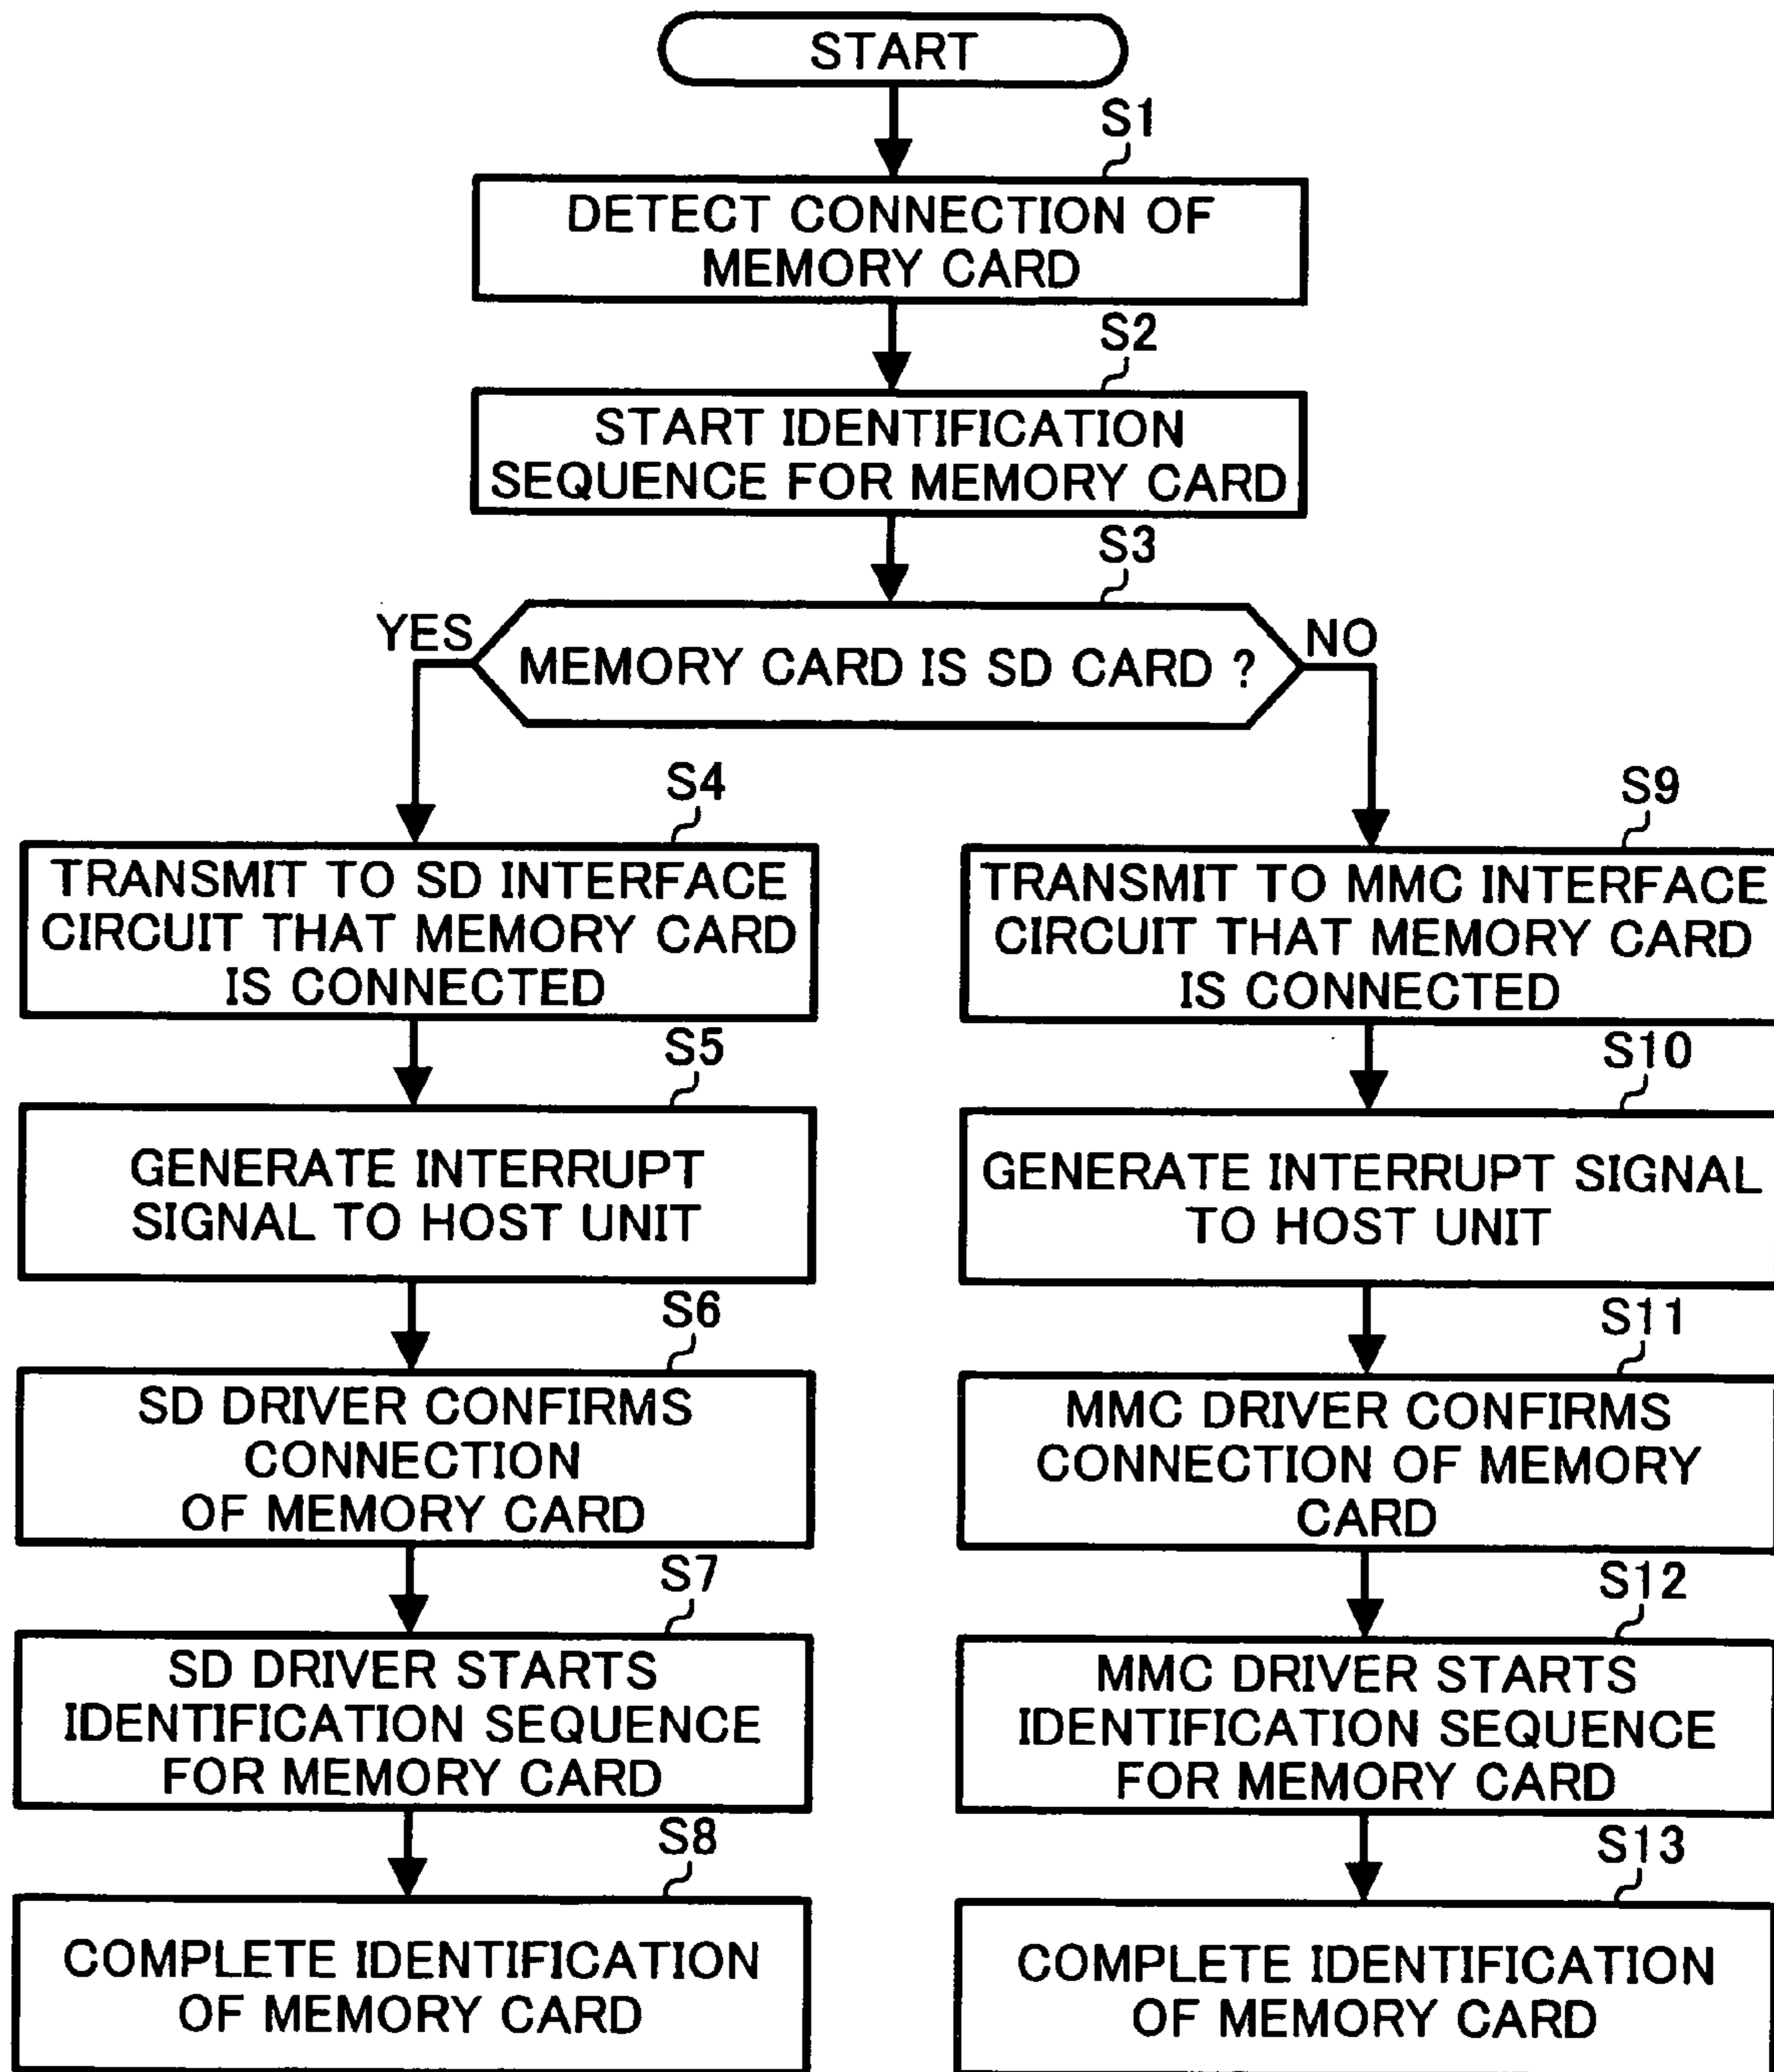 START
S1
DETECT CONNECTION OF
MEMORY CARD
S2
START IDENTIFICATION
SEQUENCE FOR MEMORY CARD
S3
YES
MEMORY CARD IS SD CARD ?
NO
S4
TRANSMIT TO SD INTERFACE
CIRCUIT THAT MEMORY CARD
IS CONNECTED
S5
GENERATE INTERRUPT
SIGNAL TO HOST UNIT
S6
SD DRIVER CONFIRMS
CONNECTION
OF MEMORY CARD
S7
SD DRIVER STARTS
IDENTIFICATION SEQUENCE
FOR MEMORY CARD
S8
COMPLETE IDENTIFICATION
OF MEMORY CARD
S9
TRANSMIT TO MMC INTERFACE
CIRCUIT THAT MEMORY CARD
IS CONNECTED
S10
GENERATE INTERRUPT SIGNAL
TO HOST UNIT
S11
MMC DRIVER CONFIRMS
CONNECTION OF MEMORY
CARD
S12
MMC DRIVER STARTS
IDENTIFICATION SEQUENCE
FOR MEMORY CARD
S13
COMPLETE IDENTIFICATION
OF MEMORY CARD